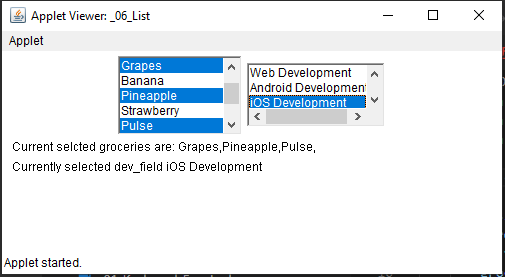 Applet Viewer: _06_List
Applet
Grapes
Banana
Pineapple
Strawberry
Pulse
Web Development
Android Development
iOS Development
Current selcted groceries are: Grapes,Pineapple,Pulse,
Currently selected dev_field iOS Development
Applet started.